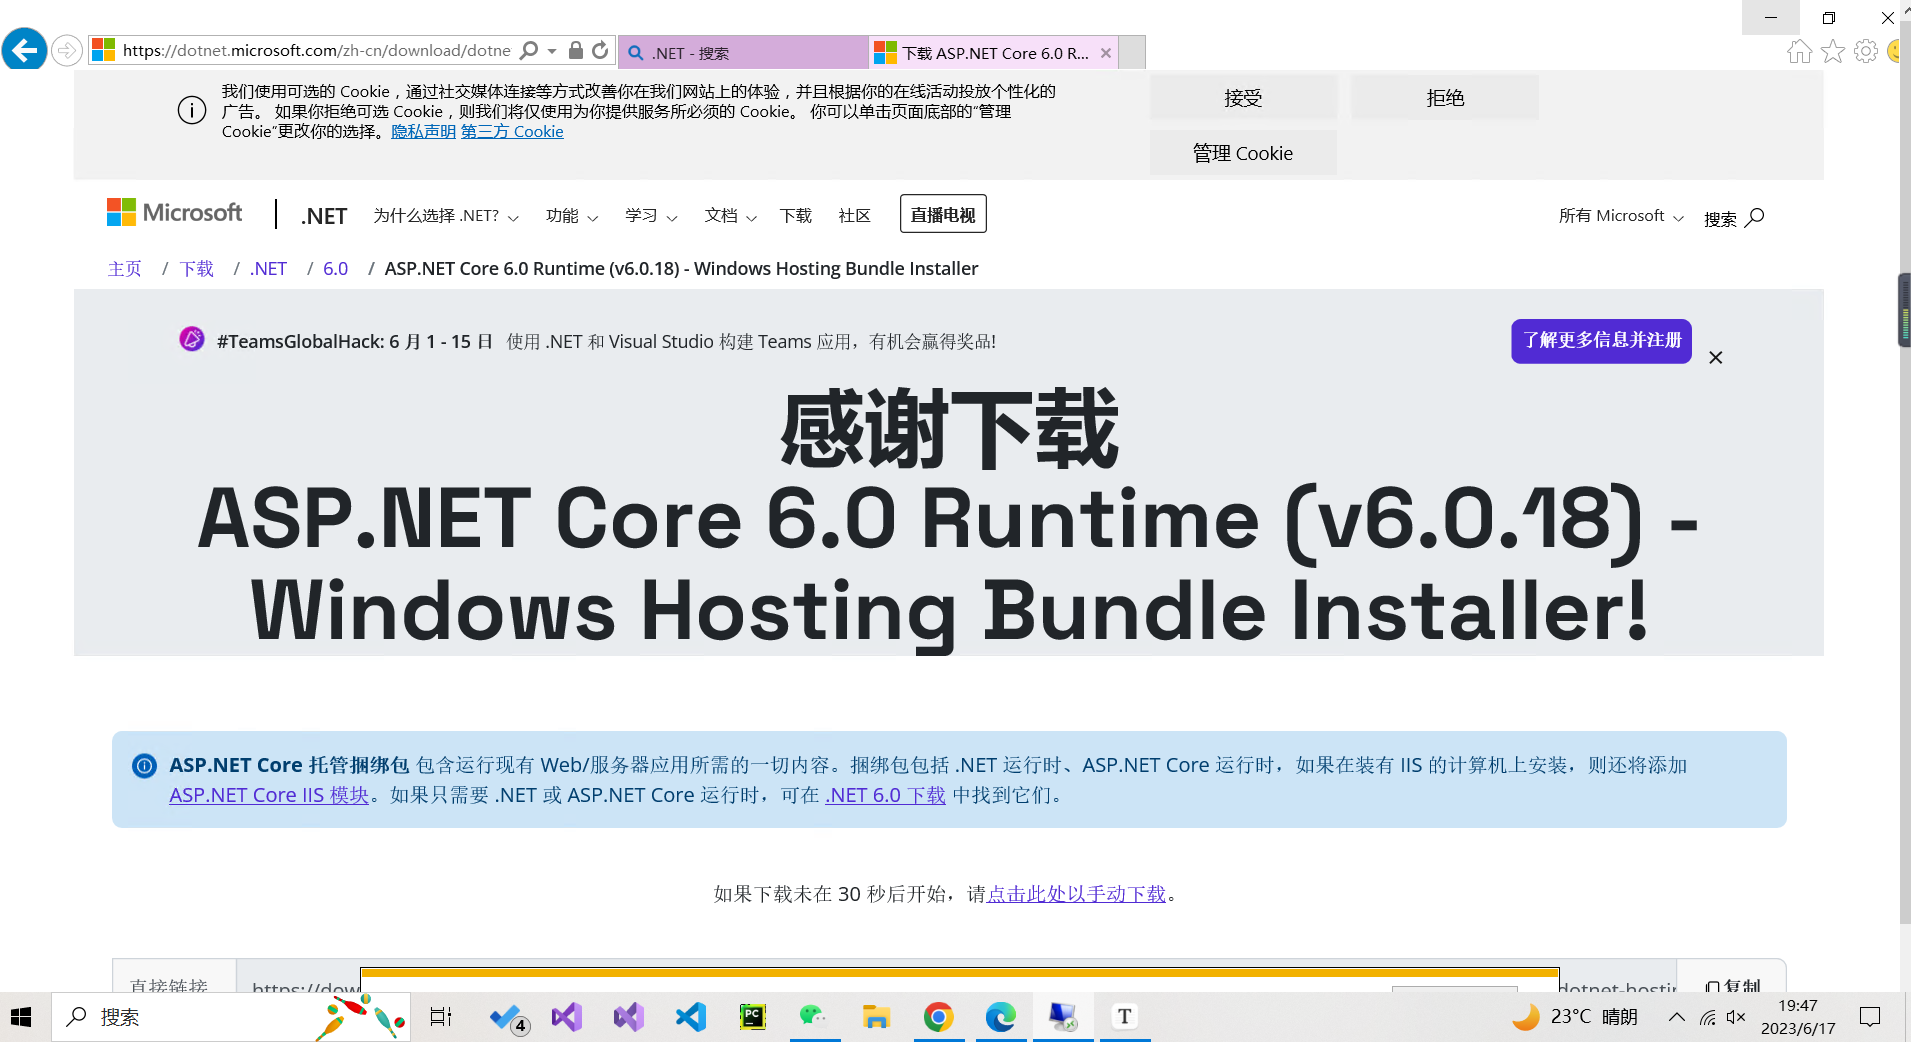 https://dotnet.microsoft.com/zh-cn/download/dotne
.NET - 搜索
下载 ASP.NET Core 6.0 R...
我们使用可选的 Cookie，通过社交媒体连接等方式改善你在我们网站上的体验，并且根据你的在线活动投放个性化的
广告。 如果你拒绝可选 Cookie，则我们将仅使用为你提供服务所必须的 Cookie。 你可以单击页面底部的“管理
Cookie”更改你的选择。隐私声明 第三方 Cookie
接受
拒绝
管理 Cookie
Microsoft
.NET
为什么选择 .NET?
功能
学习
文档
下载
社区
直播电视
所有 Microsoft
搜索
主页 / 下载 / .NET / 6.0 / ASP.NET Core 6.0 Runtime (v6.0.18) - Windows Hosting Bundle Installer
#TeamsGlobalHack: 6 月 1 - 15 日 使用 .NET 和 Visual Studio 构建 Teams 应用，有机会赢得奖品!
了解更多信息并注册
感谢下载
ASP.NET Core 6.0 Runtime (v6.0.18) -
Windows Hosting Bundle Installer!
ASP.NET Core 托管捆绑包 包含运行现有 Web/服务器应用所需的一切内容。捆绑包包括 .NET 运行时、ASP.NET Core 运行时，如果在装有 IIS 的计算机上安装，则还将添加
ASP.NET Core IIS 模块。如果只需要 .NET 或 ASP.NET Core 运行时，可在 .NET 6.0 下载 中找到它们。
如果下载未在 30 秒后开始，请点击此处以手动下载。
直接链接
https://dow
dotnet-hostin
复制
搜索
4
PC
T
23°C 晴朗
19:47
2023/6/17